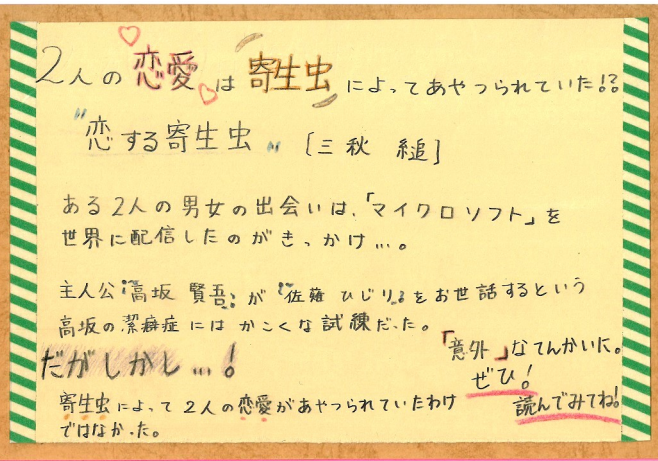 2人の恋愛は寄生虫によってあやつられていた!?
"恋する寄生虫" [三秋 縋]
ある2人の男女の出会いは、「マイクロソフト」を
世界に配信したのがきっかけ…。
主人公『高坂 賢吾』が『佐薙 ひじり』をお世話するという
高坂の潔癖症にはかこくな試練だった。
だがしかし…!
寄生虫によって2人の恋愛があやつられていたわけ
ではなかった。
「意外」なてんかいに。
ぜひ!
読んでみてね!